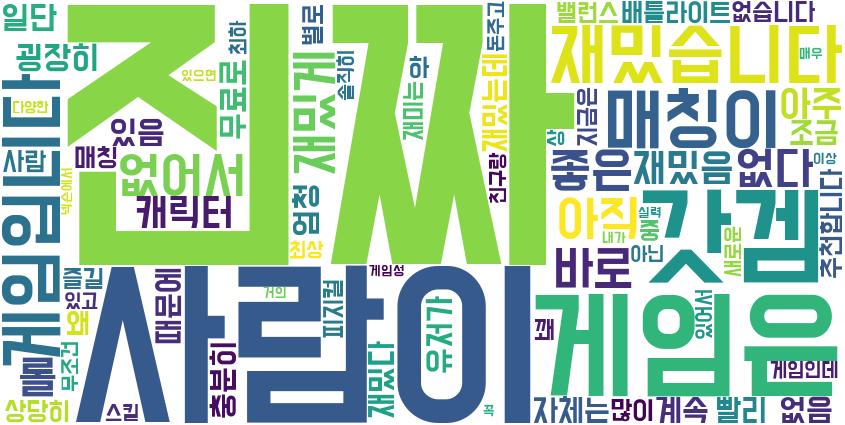 진짜
사람이
게임은
게임입니다
갓겜
재밌습니다
매칭이
재밌게
없어서
캐릭터
일단
굉장히
최하
별로
있으면
다양한
무료로
솔직히
돈주고
하
재미는
재밌는데
밸런스
배틀라이트
없습니다
매우
지금은
아주
조금
있음
매칭
사람
넥슨에서
엄청
최상
친구랑
상
좋은
재밌음
없다
이상
추천합니다
아직
실력
내가
바로
아닌
새로운
즐길
있고
왜
무조건
물론
때문에
거의
게임성
피지컬
유저가
꽤
있어서
게임인데
상당히
스킬
충분히
재밌다
꼭
자체는
많이
계속
빨리
없음